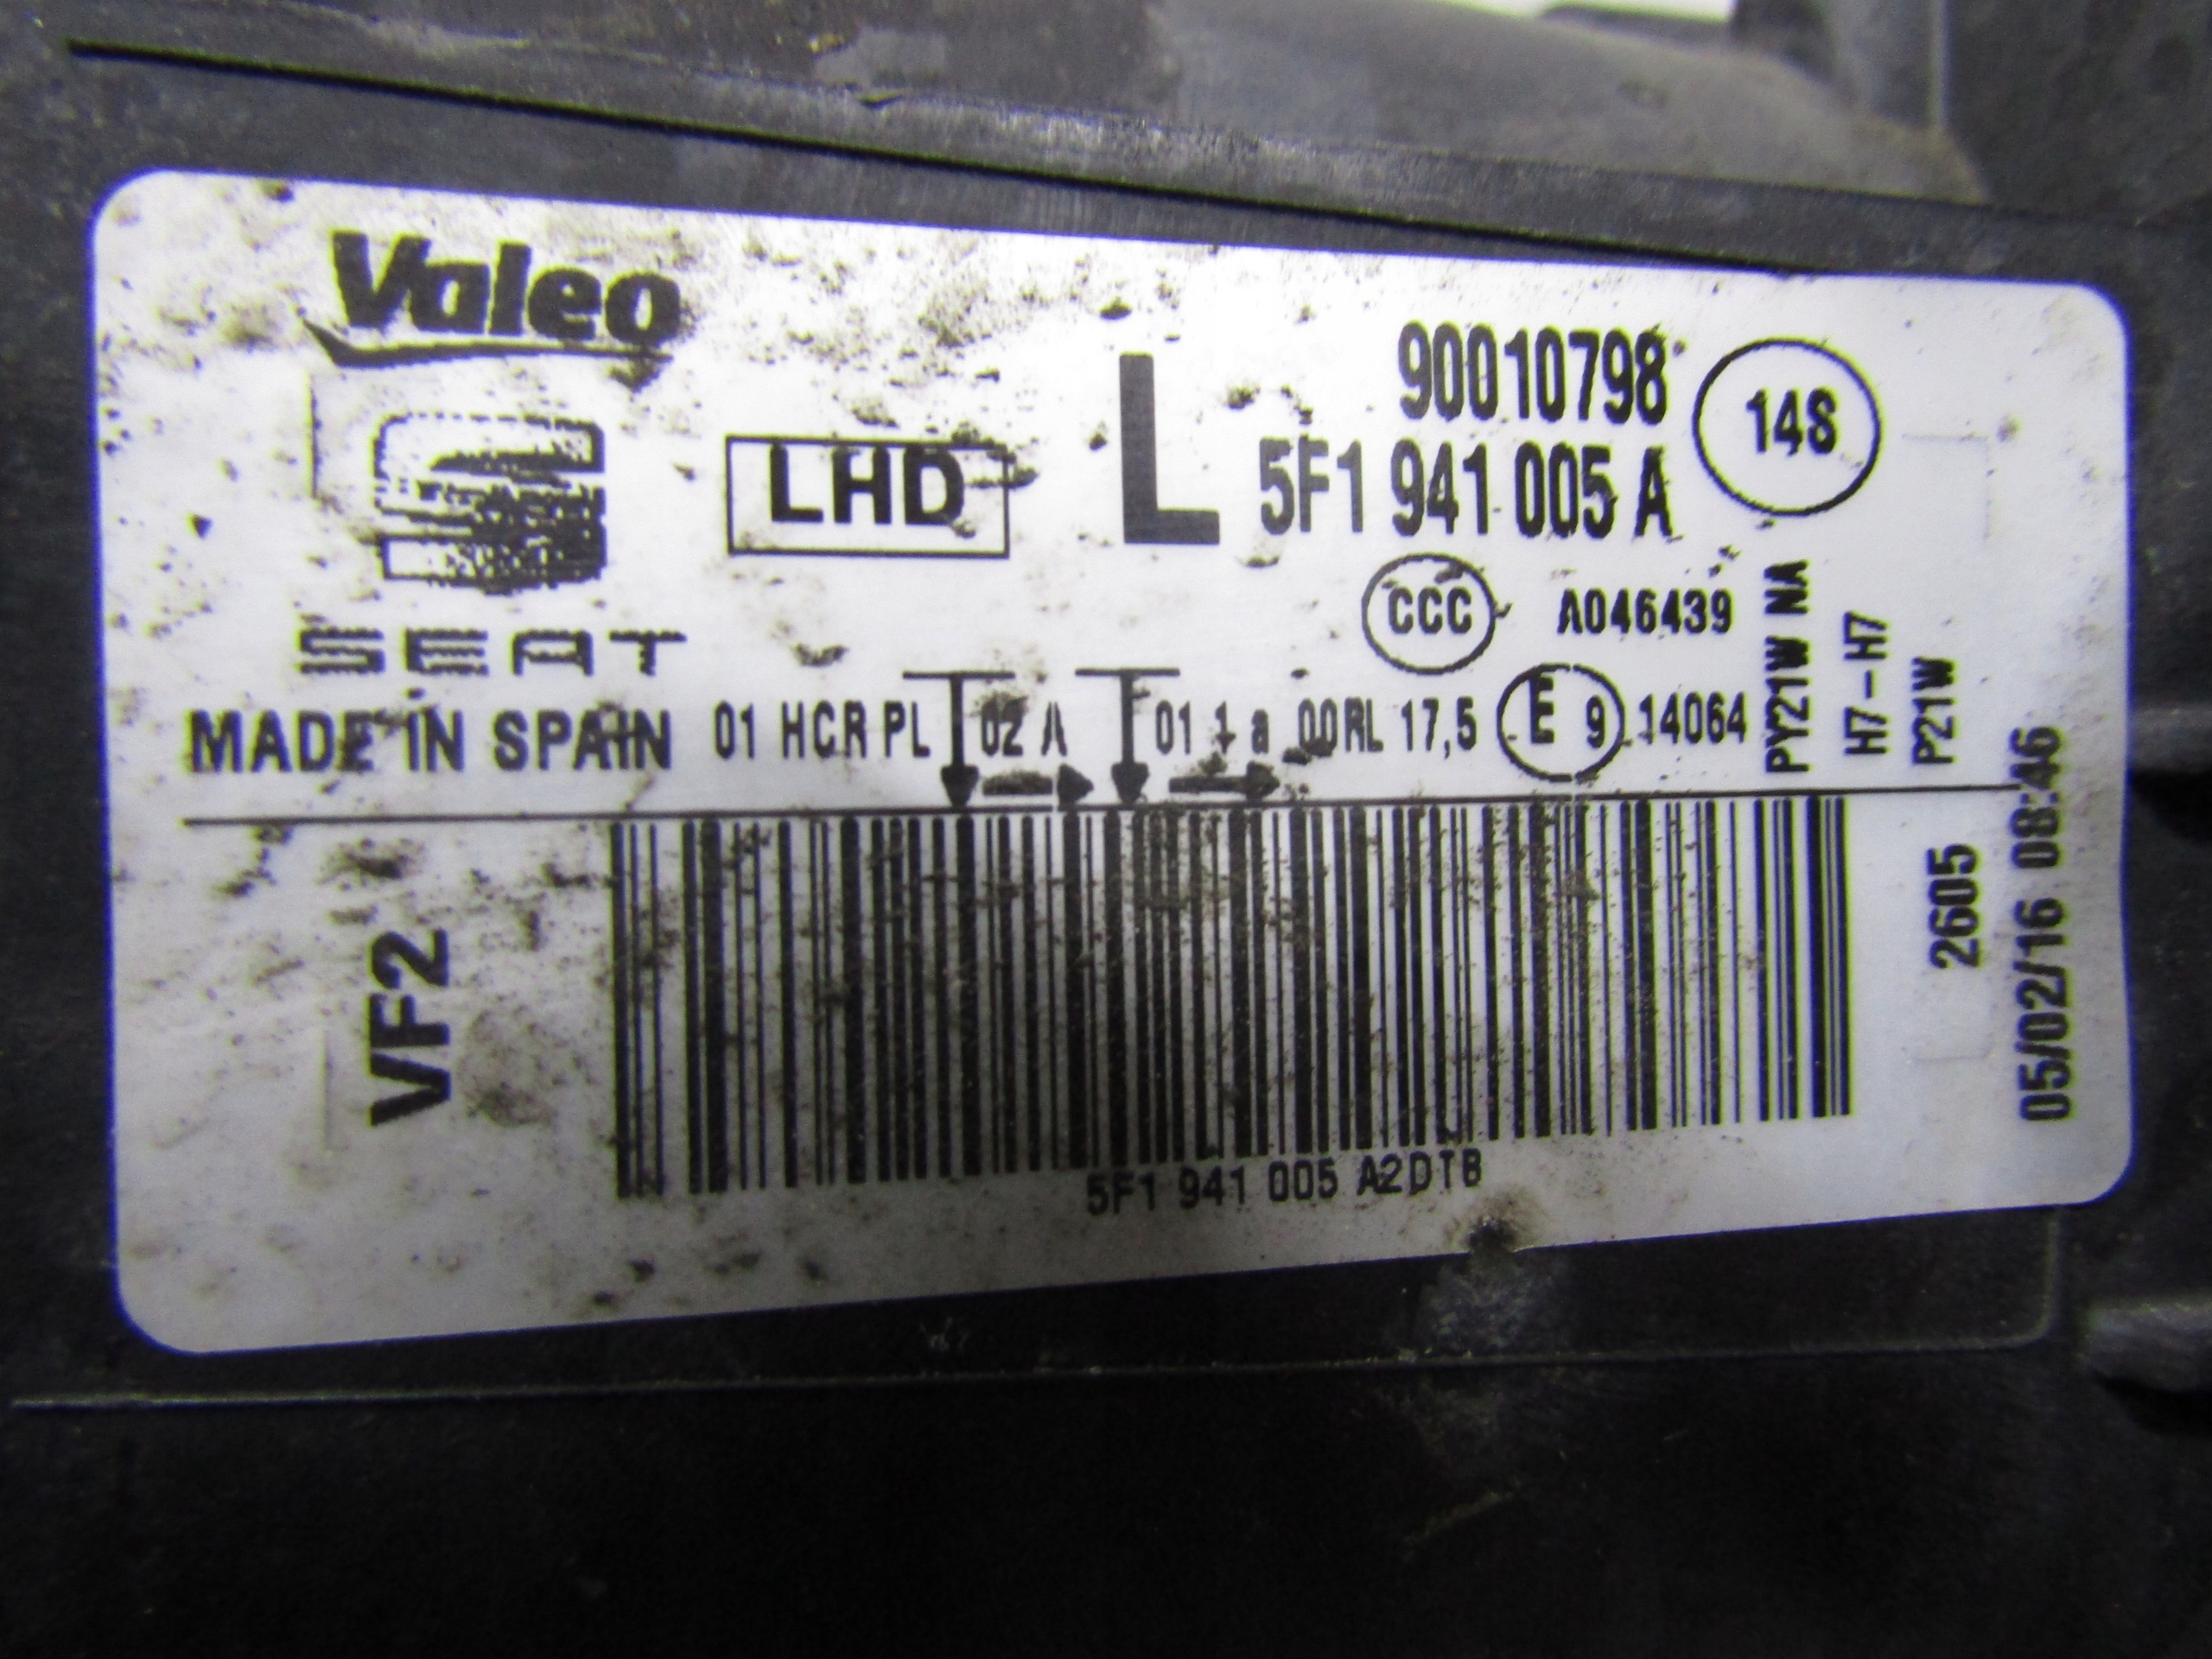 Valeo
SEAT
LHD
L
90010798
5F1 941 005 A
14S
CCC
A046439
MADE IN SPAIN
01 HCR PL 02 A 01 1 a 00RL 17,5 E 9 14064
PY21W NA
H7-H7
P21W
VF2
2605
05/02/16 08:46
5F1 941 005 A2DTB